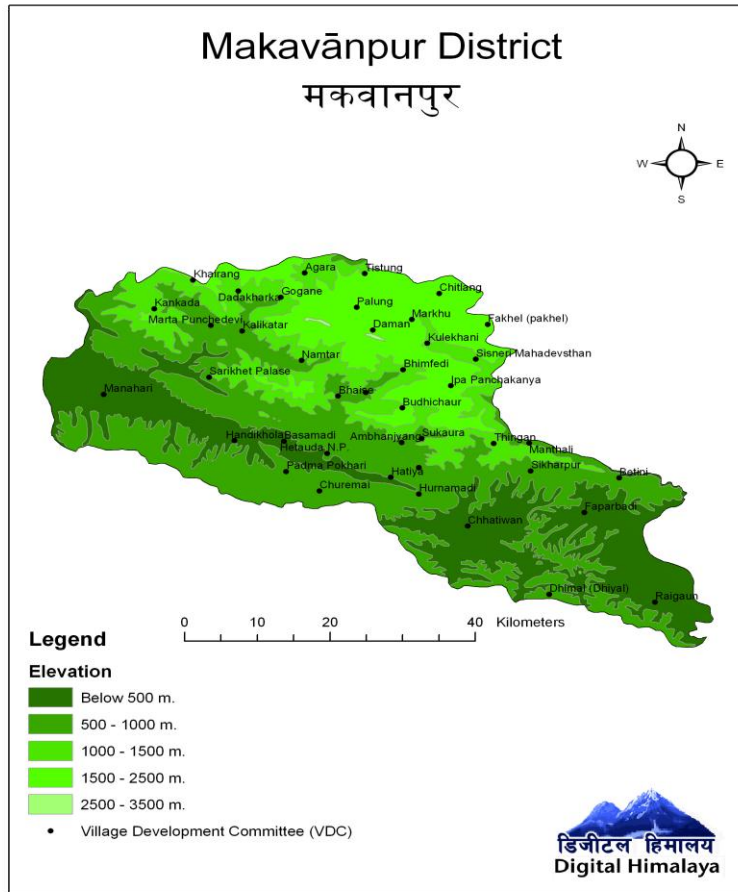 Makavānpur District
मकवानपुर
N
W E
S
Agara
Tistung
Khairang
Chitlang
Dadakharka
Gogane
Kankada
Palung
Marta Punchedevi
Kalikatar
Daman
Markhu
Fakhel (pakhel)
Kulekhani
Namtar
Sisneri Mahadevsthan
Bhimfedi
Sarikhet Palase
Ipa Panchakanya
Manahari
Bhaise
Budhichaur
Handikhola
Basamadi
Ambhanjyang
Sukaura
Thingan
Hetauda N.P.
Manthali
Padma Pokhari
Hatiya
Sikharpur
Betini
Churemai
Hurnamadi
Faparbadi
Chhatiwan
Dhimal (Dhiyal)
Raigaun
0 10 20 40 Kilometers
Legend
Elevation
Below 500 m.
500 - 1000 m.
1000 - 1500 m.
1500 - 2500 m.
2500 - 3500 m.
Village Development Committee (VDC)
डिजीटल हिमालय
Digital Himalaya